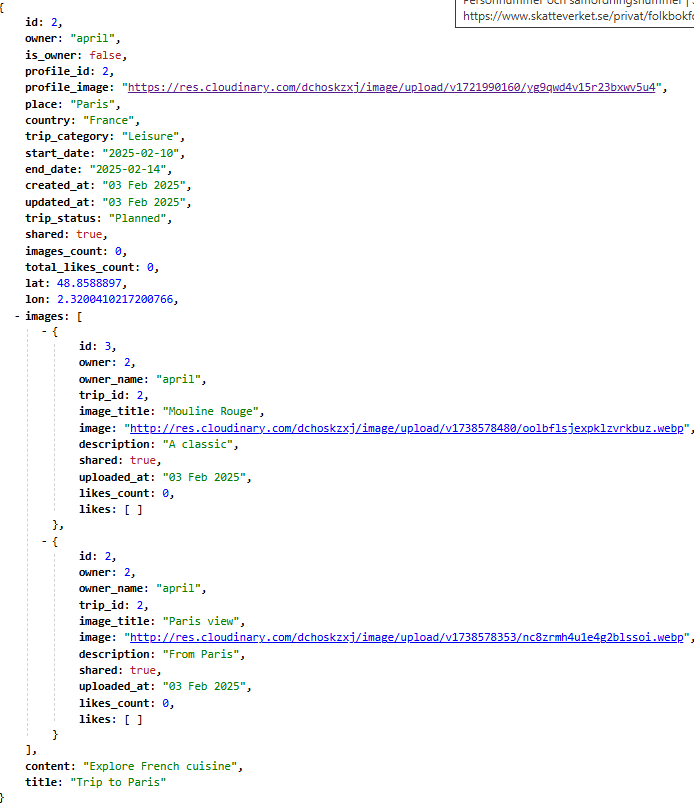 Personnummer och samordningsnummer |
https://www.skatteverket.se/privat/folkbokfo
{
id: 2,
owner: "april",
is_owner: false,
profile_id: 2,
profile_image: "https://res.cloudinary.com/dchoskzxj/image/upload/v1721990160/yg9qwd4v15r23bxwv5u4",
place: "Paris",
country: "France",
trip_category: "Leisure",
start_date: "2025-02-10",
end_date: "2025-02-14",
created_at: "03 Feb 2025",
updated_at: "03 Feb 2025",
trip_status: "Planned",
shared: true,
images_count: 0,
total_likes_count: 0,
lat: 48.8588897,
lon: 2.3200410217200766,
- images: [
- {
id: 3,
owner: 2,
owner_name: "april",
trip_id: 2,
image_title: "Mouline Rouge",
image: "http://res.cloudinary.com/dchoskzxj/image/upload/v1738578480/oolbflsjexpklzvrkbuz.webp",
description: "A classic",
shared: true,
uploaded_at: "03 Feb 2025",
likes_count: 0,
likes: [ ]
},
- {
id: 2,
owner: 2,
owner_name: "april",
trip_id: 2,
image_title: "Paris view",
image: "http://res.cloudinary.com/dchoskzxj/image/upload/v1738578353/nc8zrmh4u1e4g2blssoi.webp",
description: "From Paris",
shared: true,
uploaded_at: "03 Feb 2025",
likes_count: 0,
likes: [ ]
}
],
content: "Explore French cuisine",
title: "Trip to Paris"
}